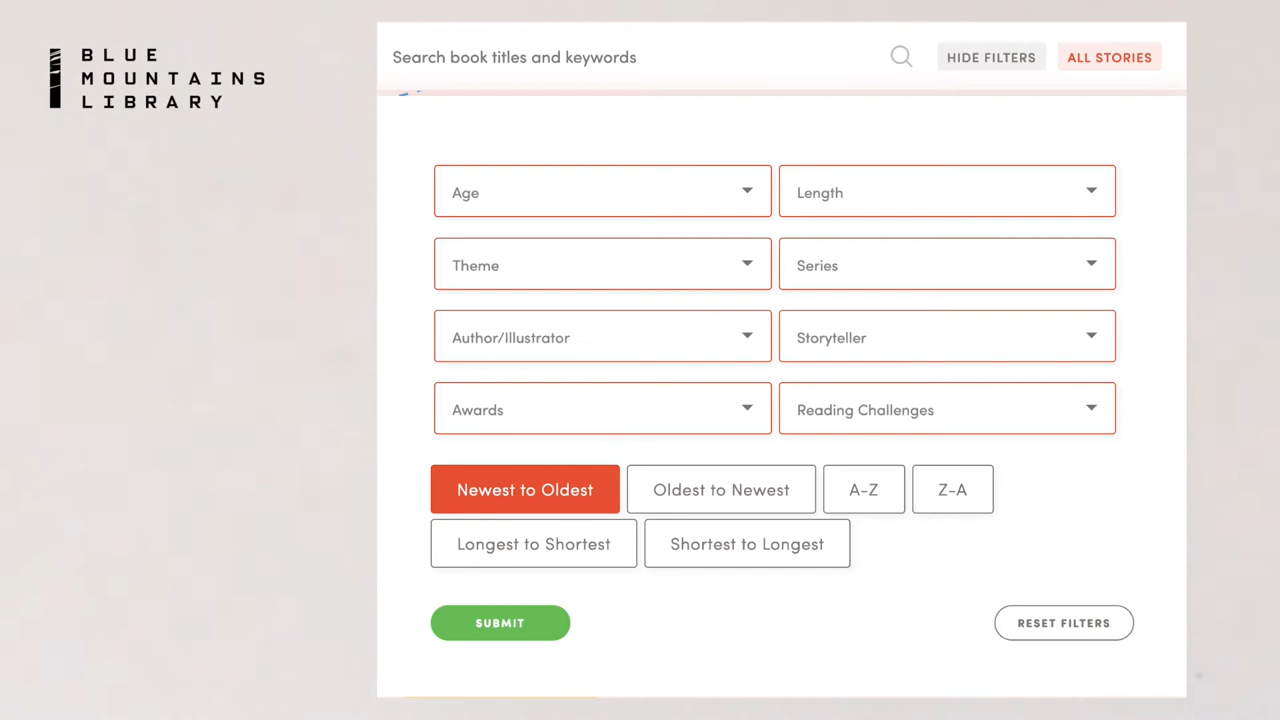 BLUE
MOUNTAINS
LIBRARY
Search book titles and keywords
HIDE FILTERS
ALL STORIES
Age
Length
Theme
Series
Author/Illustrator
Storyteller
Awards
Reading Challenges
Newest to Oldest
Oldest to Newest
A-Z
Z-A
Longest to Shortest
Shortest to Longest
SUBMIT
RESET FILTERS